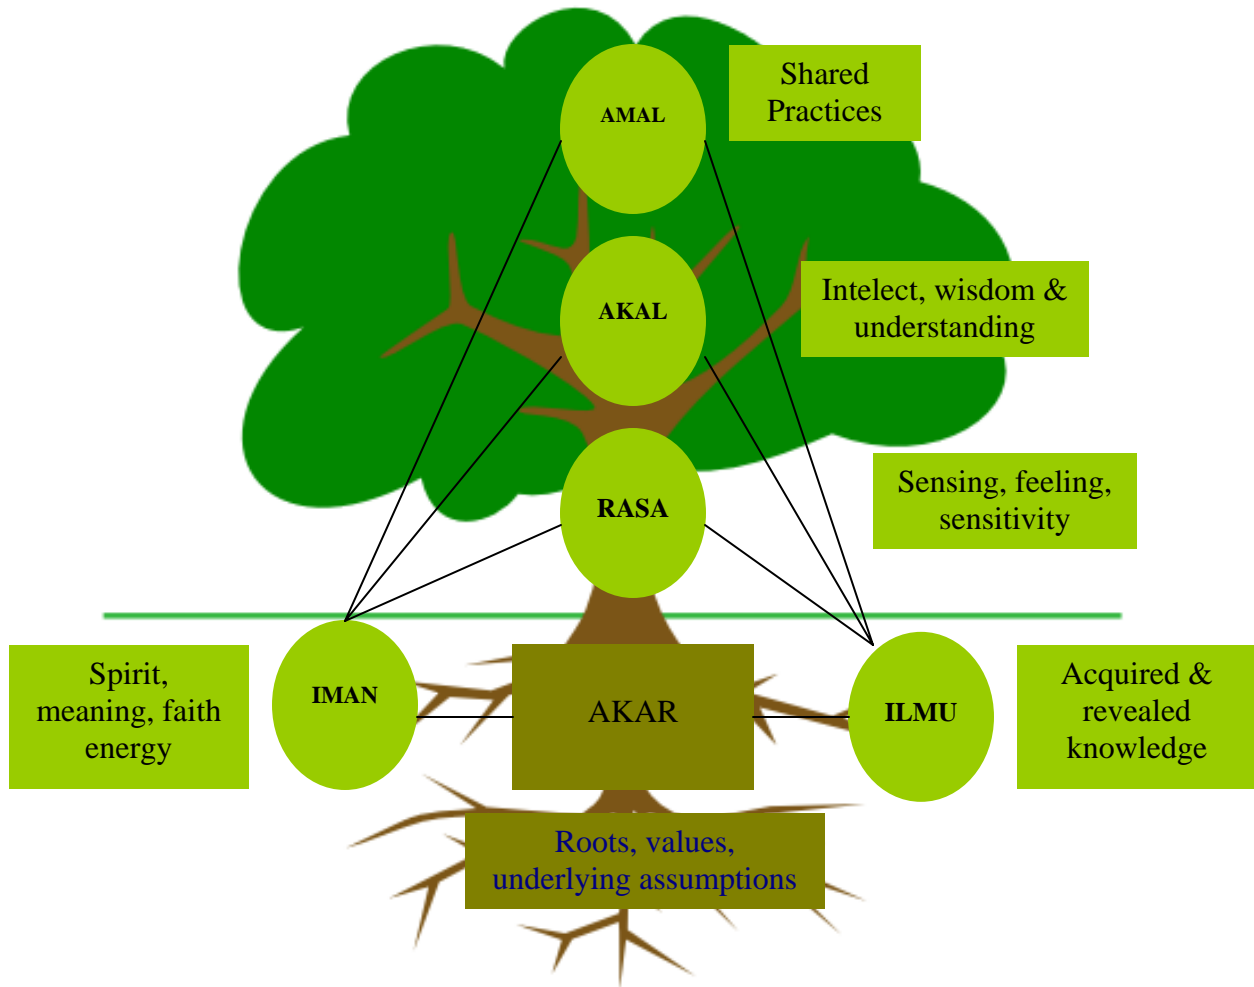 AMAL
Shared
Practices
AKAL
Intelect, wisdom &
understanding
RASA
Sensing, feeling,
sensitivity
Spirit,
meaning, faith
energy
IMAN
AKAR
ILMU
Acquired &
revealed
knowledge
Roots, values,
underlying assumptions